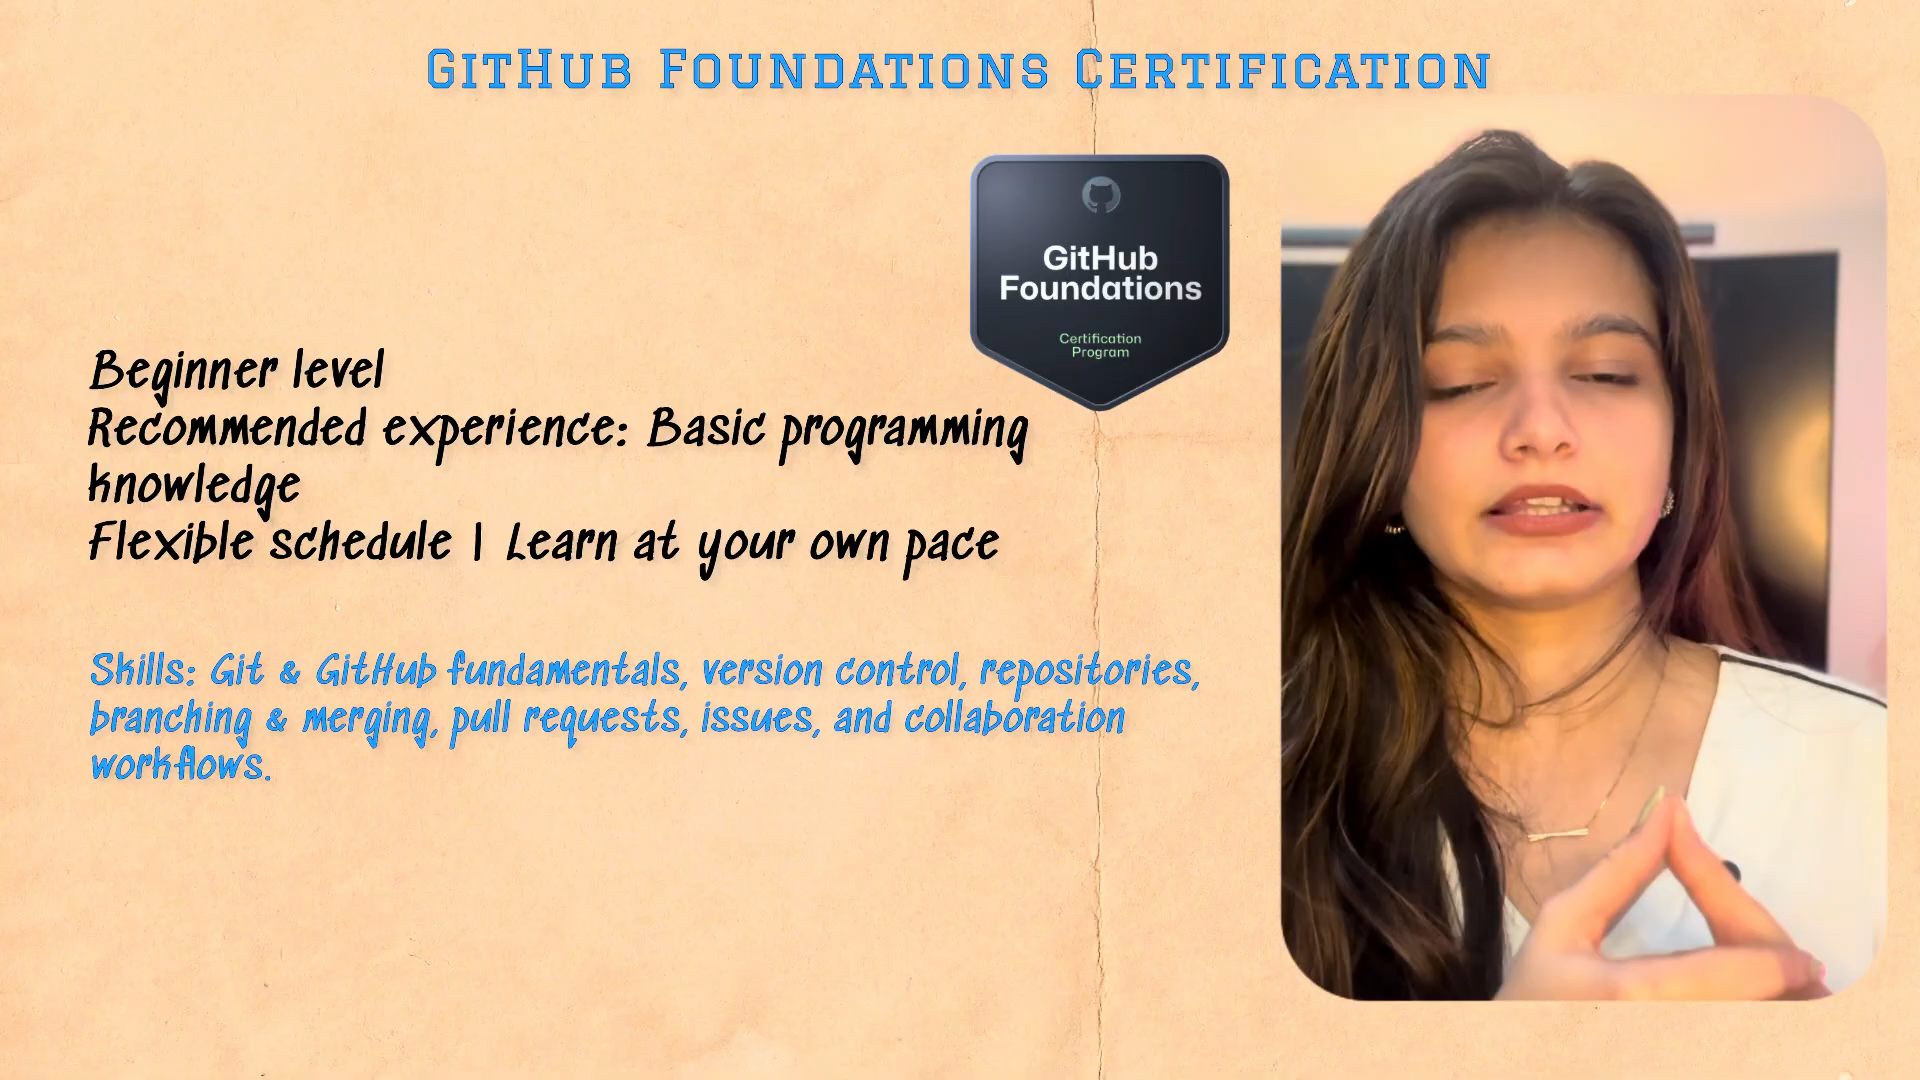 GitHub Foundations Certification
GitHub
Foundations
Certification
Program
Beginner level
Recommended experience: Basic programming
knowledge
Flexible schedule | Learn at your own pace
Skills: Git & GitHub fundamentals, version control, repositories,
branching & merging, pull requests, issues, and collaboration
workflows.